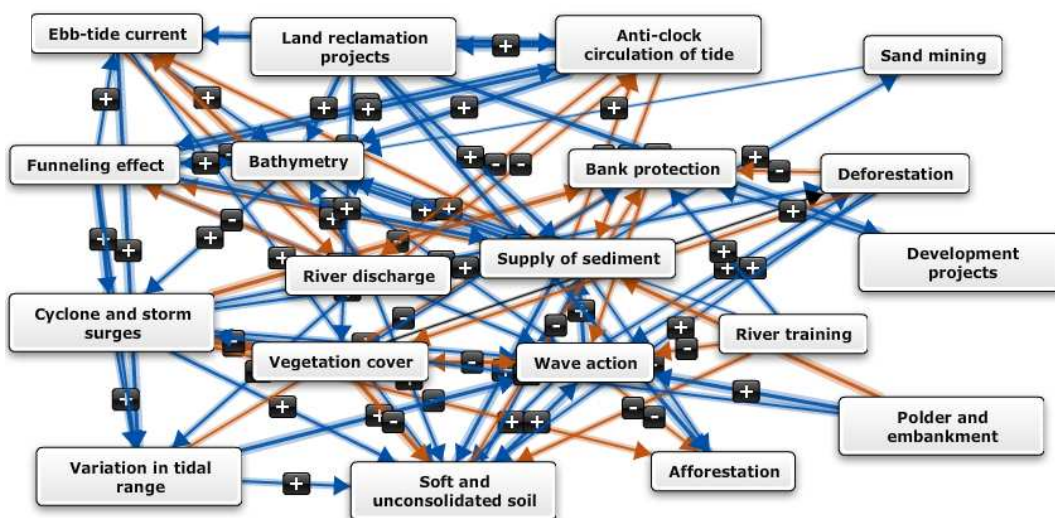 Ebb-tide current
Land reclamation
projects
Anti-clock
circulation of tide
Sand mining
Funneling effect
Bathymetry
Bank protection
Deforestation
River discharge
Supply of sediment
Development
projects
Cyclone and storm
surges
Vegetation cover
Wave action
River training
Polder and
embankment
Variation in tidal
range
Soft and
unconsolidated soil
Afforestation